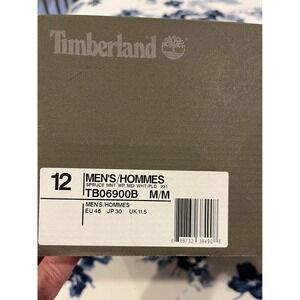 Timberland
12
MEN'S/HOMMES
SPRUCE MNT WP MID WHT PLD 231
TB06900B M/M
MEN'S/HOMMES
EU 46 JP 30 UK 11.5